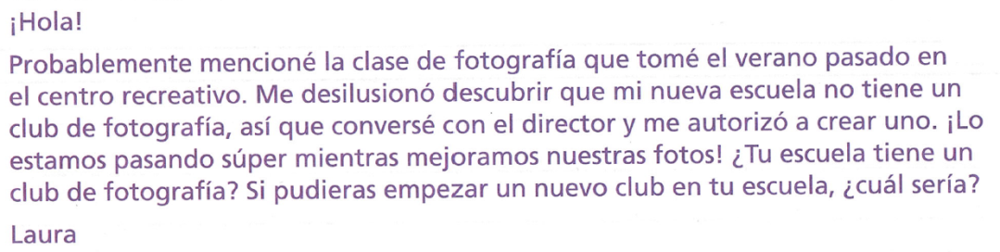 ¡Hola!
Probablemente mencioné la clase de fotografía que tomé el verano pasado en
el centro recreativo. Me desilusionó descubrir que mi nueva escuela no tiene un
club de fotografía, así que conversé con el director y me autorizó a crear uno. ¡Lo
estamos pasando súper mientras mejoramos nuestras fotos! ¿Tu escuela tiene un
club de fotografía? Si pudieras empezar un nuevo club en tu escuela, ¿cuál sería?
Laura